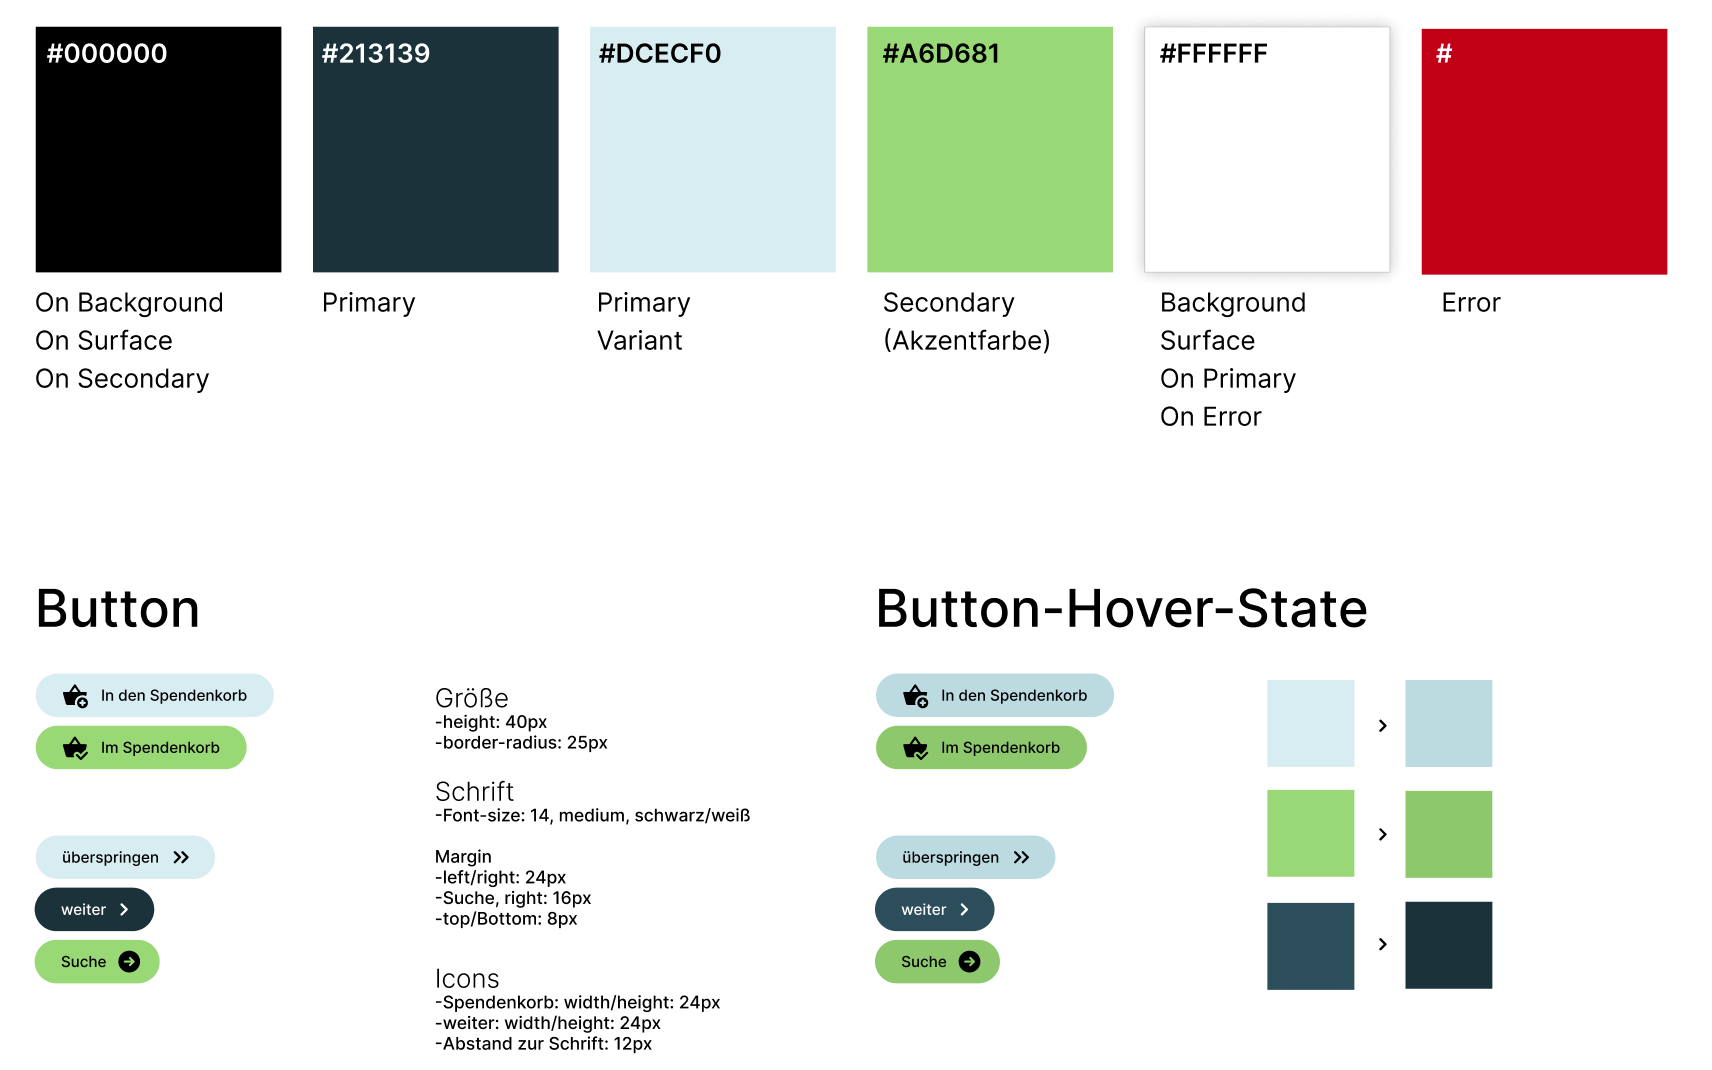 #000000
#213139
#DCECF0
#A6D681
#FFFFFF
#
On Background
On Surface
On Secondary
Primary
Primary
Variant
Secondary
(Akzentfarbe)
Background
Surface
On Primary
On Error
Error
Button
In den Spendenkorb
Im Spendenkorb
überspringen
weiter
Suche
Größe
-height: 40px
-border-radius: 25px
Schrift
-Font-size: 14, medium, schwarz/weiß
Margin
-left/right: 24px
-Suche, right: 16px
-top/Bottom: 8px
Icons
-Spendenkorb: width/height: 24px
-weiter: width/height: 24px
-Abstand zur Schrift: 12px
Button-Hover-State
In den Spendenkorb
Im Spendenkorb
überspringen
weiter
Suche